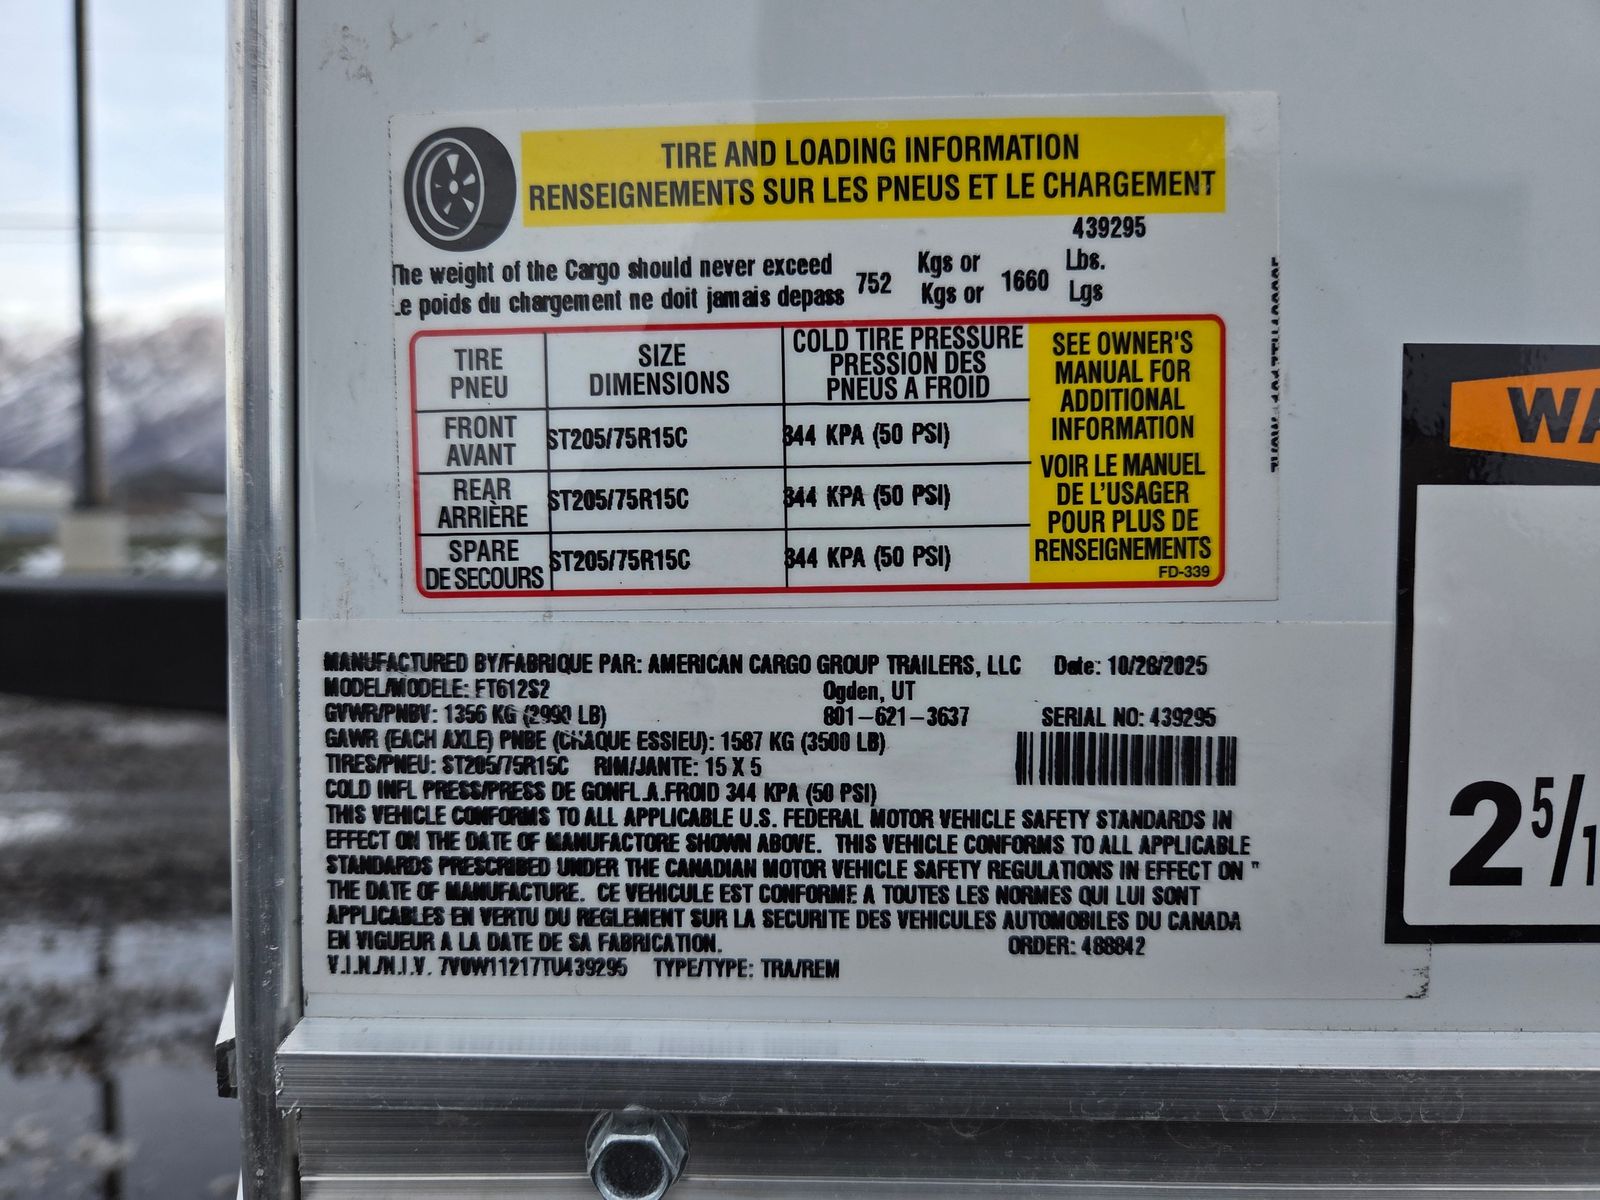 TIRE AND LOADING INFORMATION
RENSEIGNEMENTS SUR LES PNEUS ET LE CHARGEMENT
439295
The weight of the Cargo should never exceed 752 Kgs or 1660 Lbs.
Le poids du chargement ne doit jamais depass Kgs or Lgs
TIRE PNEU SIZE DIMENSIONS COLD TIRE PRESSURE PRESSION DES PNEUS A FROID
FRONT AVANT ST205/75R15C 344 KPA (50 PSI)
REAR ARRIÈRE ST205/75R15C 344 KPA (50 PSI)
SPARE DE SECOURS ST205/75R15C 344 KPA (50 PSI)
SEE OWNER'S
MANUAL FOR
ADDITIONAL
INFORMATION
VOIR LE MANUEL
DE L'USAGER
POUR PLUS DE
RENSEIGNEMENTS
FD-339
MANUFACTURED BY/FABRIQUE PAR: AMERICAN CARGO GROUP TRAILERS, LLC Date: 10/28/2025
MODEL/MODELE: FT612S2 Ogden, UT
GVWR/PNBV: 1356 KG (2990 LB) 801-621-3637 SERIAL NO: 439295
GAWR (EACH AXLE) PNBE (CHAQUE ESSIEU): 1587 KG (3500 LB)
TIRES/PNEU: ST205/75R15C RIM/JANTE: 15 X 5
COLD INFL PRESS/PRESS DE GONFL.A.FROID 344 KPA (50 PSI)
THIS VEHICLE CONFORMS TO ALL APPLICABLE U.S. FEDERAL MOTOR VEHICLE SAFETY STANDARDS IN
EFFECT ON THE DATE OF MANUFACTORE SHOWN ABOVE. THIS VEHICLE CONFORMS TO ALL APPLICABLE
STANDARDS PRESCRIBED UNDER THE CANADIAN MOTOR VEHICLE SAFETY REGULATIONS IN EFFECT ON "
THE DATE OF MANUFACTURE. CE VEHICULE EST CONFORME A TOUTES LES NORMES QUI LUI SONT
APPLICABLES EN VERTU DU REGLEMENT SUR LA SECURITE DES VEHICULES AUTOMOBILES DU CANADA
EN VIGUEUR A LA DATE DE SA FABRICATION. ORDER: 488842
V.I.N./N.I.V. 7V0W11217TU439295 TYPE/TYPE: TRA/REM
WA
2 5/1